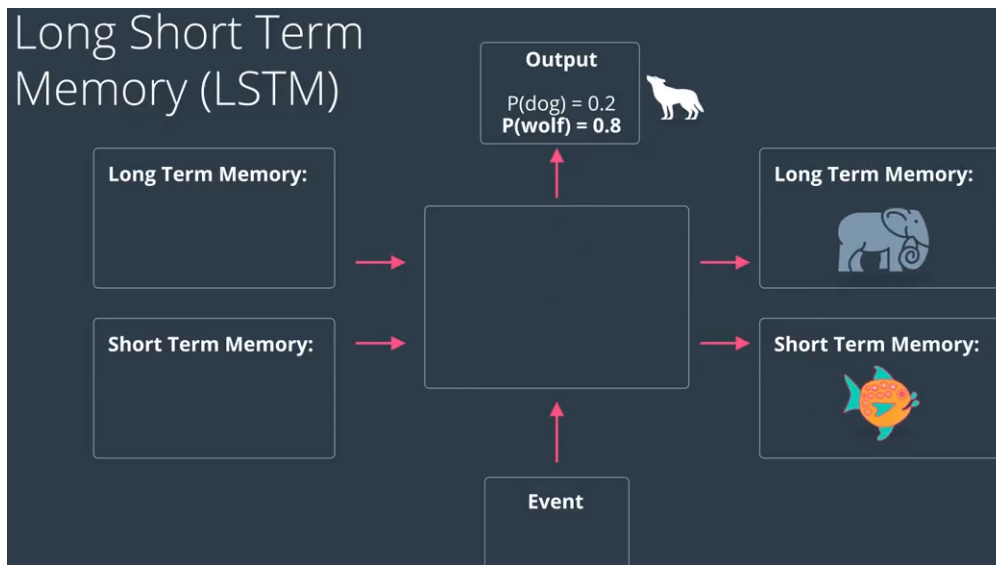 Long Short Term
Memory (LSTM)
Output
P(dog) = 0.2
P(wolf) = 0.8
Long Term Memory:
Long Term Memory:
Short Term Memory:
Short Term Memory:
Event